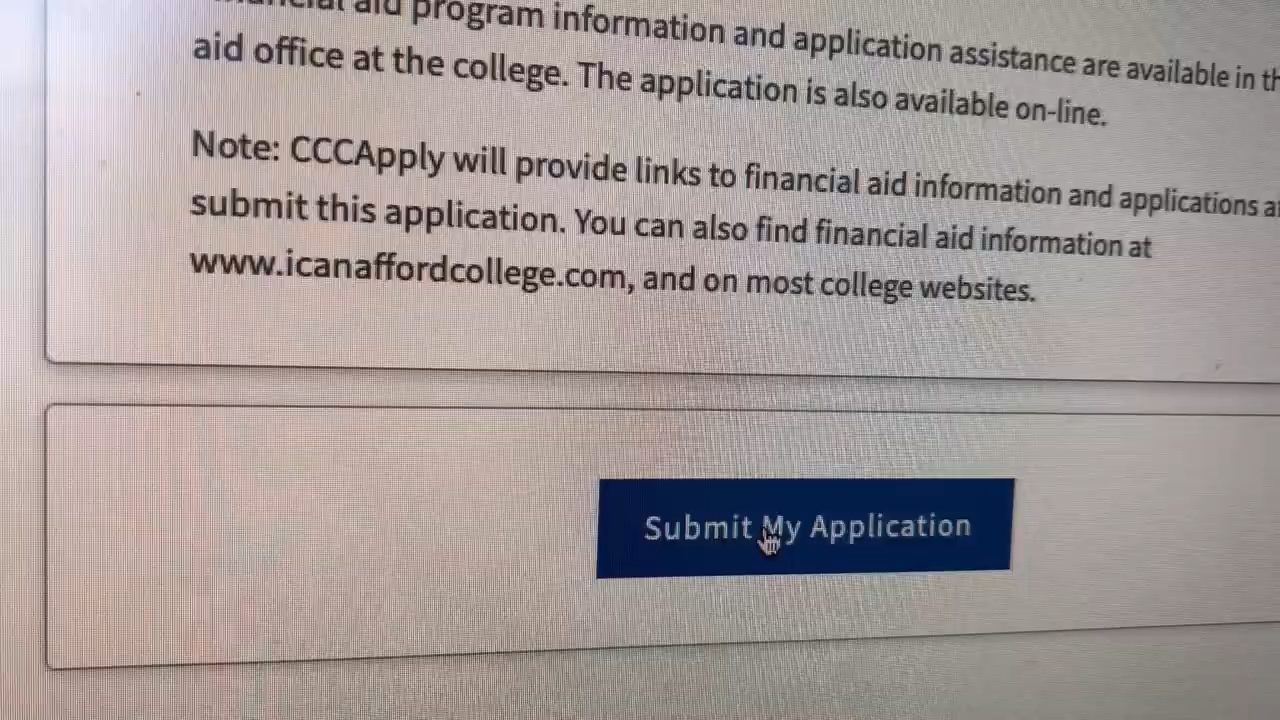 aid program information and application assistance are available in
aid office at the college. The application is also available on-line.
Note: CCCApply will provide links to financial aid information and applications
submit this application. You can also find financial aid information at
www.icanaffordcollege.com, and on most college websites.
Submit My Application